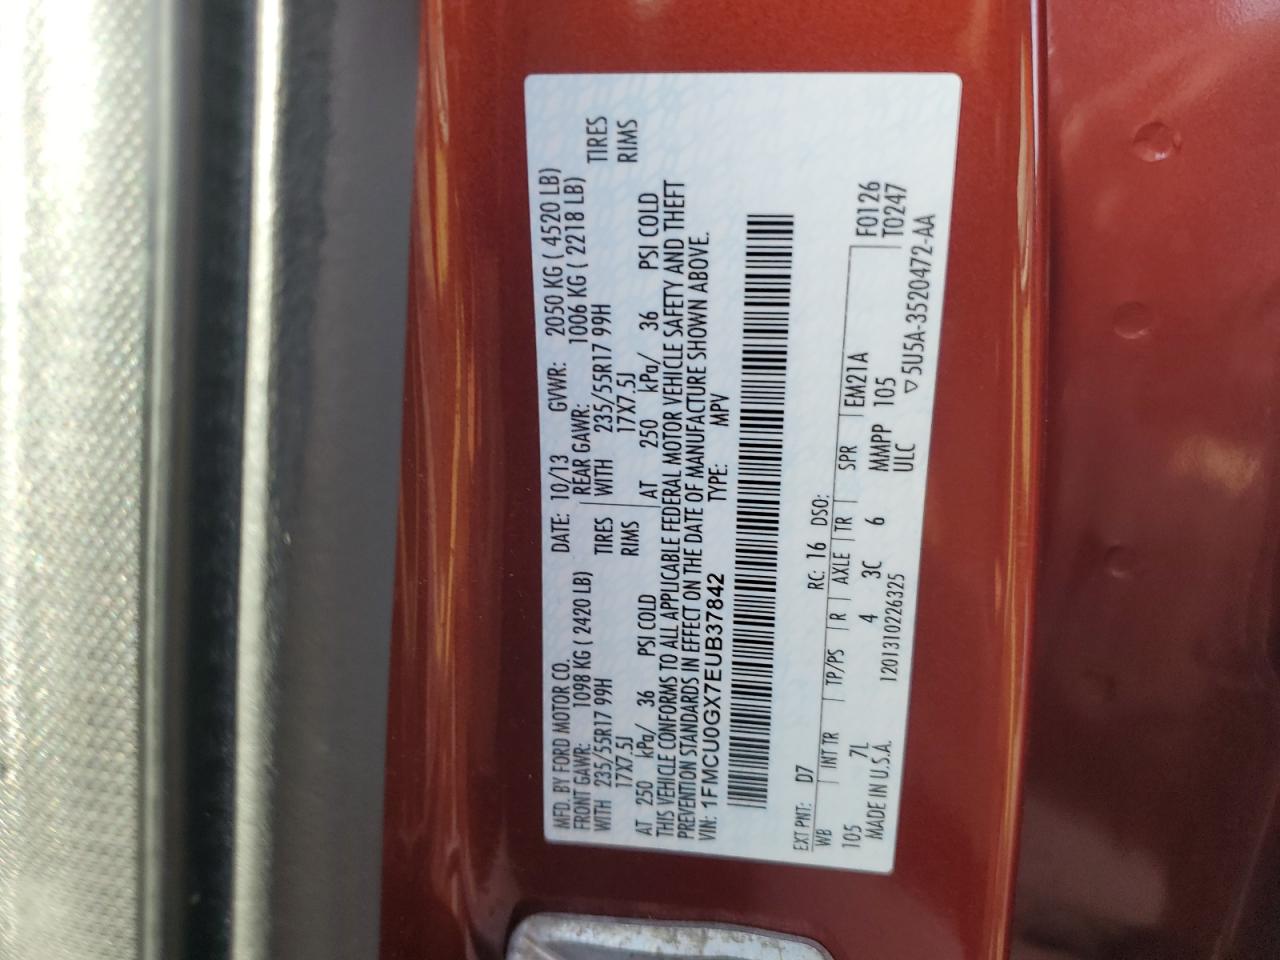 MFD. BY FORD MOTOR CO. DATE: 10/13 GVWR: 2050 KG ( 4520 LB)
FRONT GAWR: 1098 KG ( 2420 LB) REAR GAWR: 1006 KG ( 2218 LB)
WITH 235/55R17 99H TIRES WITH 235/55R17 99H TIRES
17X7.5J RIMS 17X7.5J RIMS
AT 250 kPa/ 36 PSI COLD AT 250 kPa/ 36 PSI COLD
THIS VEHICLE CONFORMS TO ALL APPLICABLE FEDERAL MOTOR VEHICLE SAFETY AND THEFT
PREVENTION STANDARDS IN EFFECT ON THE DATE OF MANUFACTURE SHOWN ABOVE.
VIN: 1FMCU0GX7EUB37842 TYPE: MPV
EXT PNT: D7 RC: 16 DSO: F0126
WB INT TR TP/PS R AXLE TR SPR EM21A T0247
105 7L 4 3C 6 MMPP 105
MADE IN U.S.A. 1201310226325 ULC ▽5U5A-3520472-AA